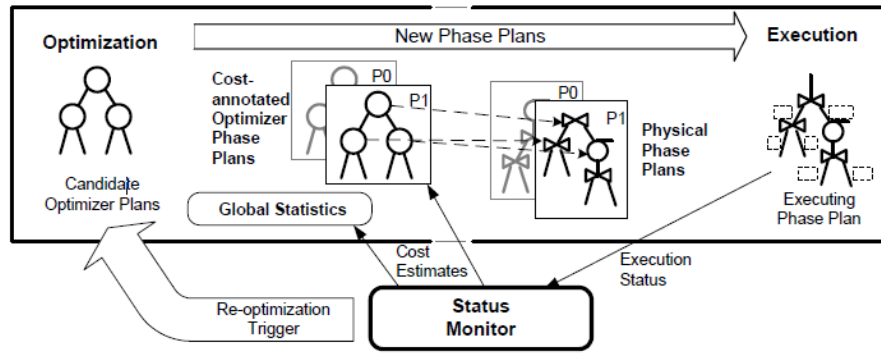 Optimization
New Phase Plans
Execution
Cost-
annotated
Optimizer
Phase Plans
P0
P1
P0
P1
Physical
Phase
Plans
Candidate
Optimizer Plans
Global Statistics
Executing
Phase Plan
Cost
Estimates
Execution
Status
Re-optimization
Trigger
Status
Monitor